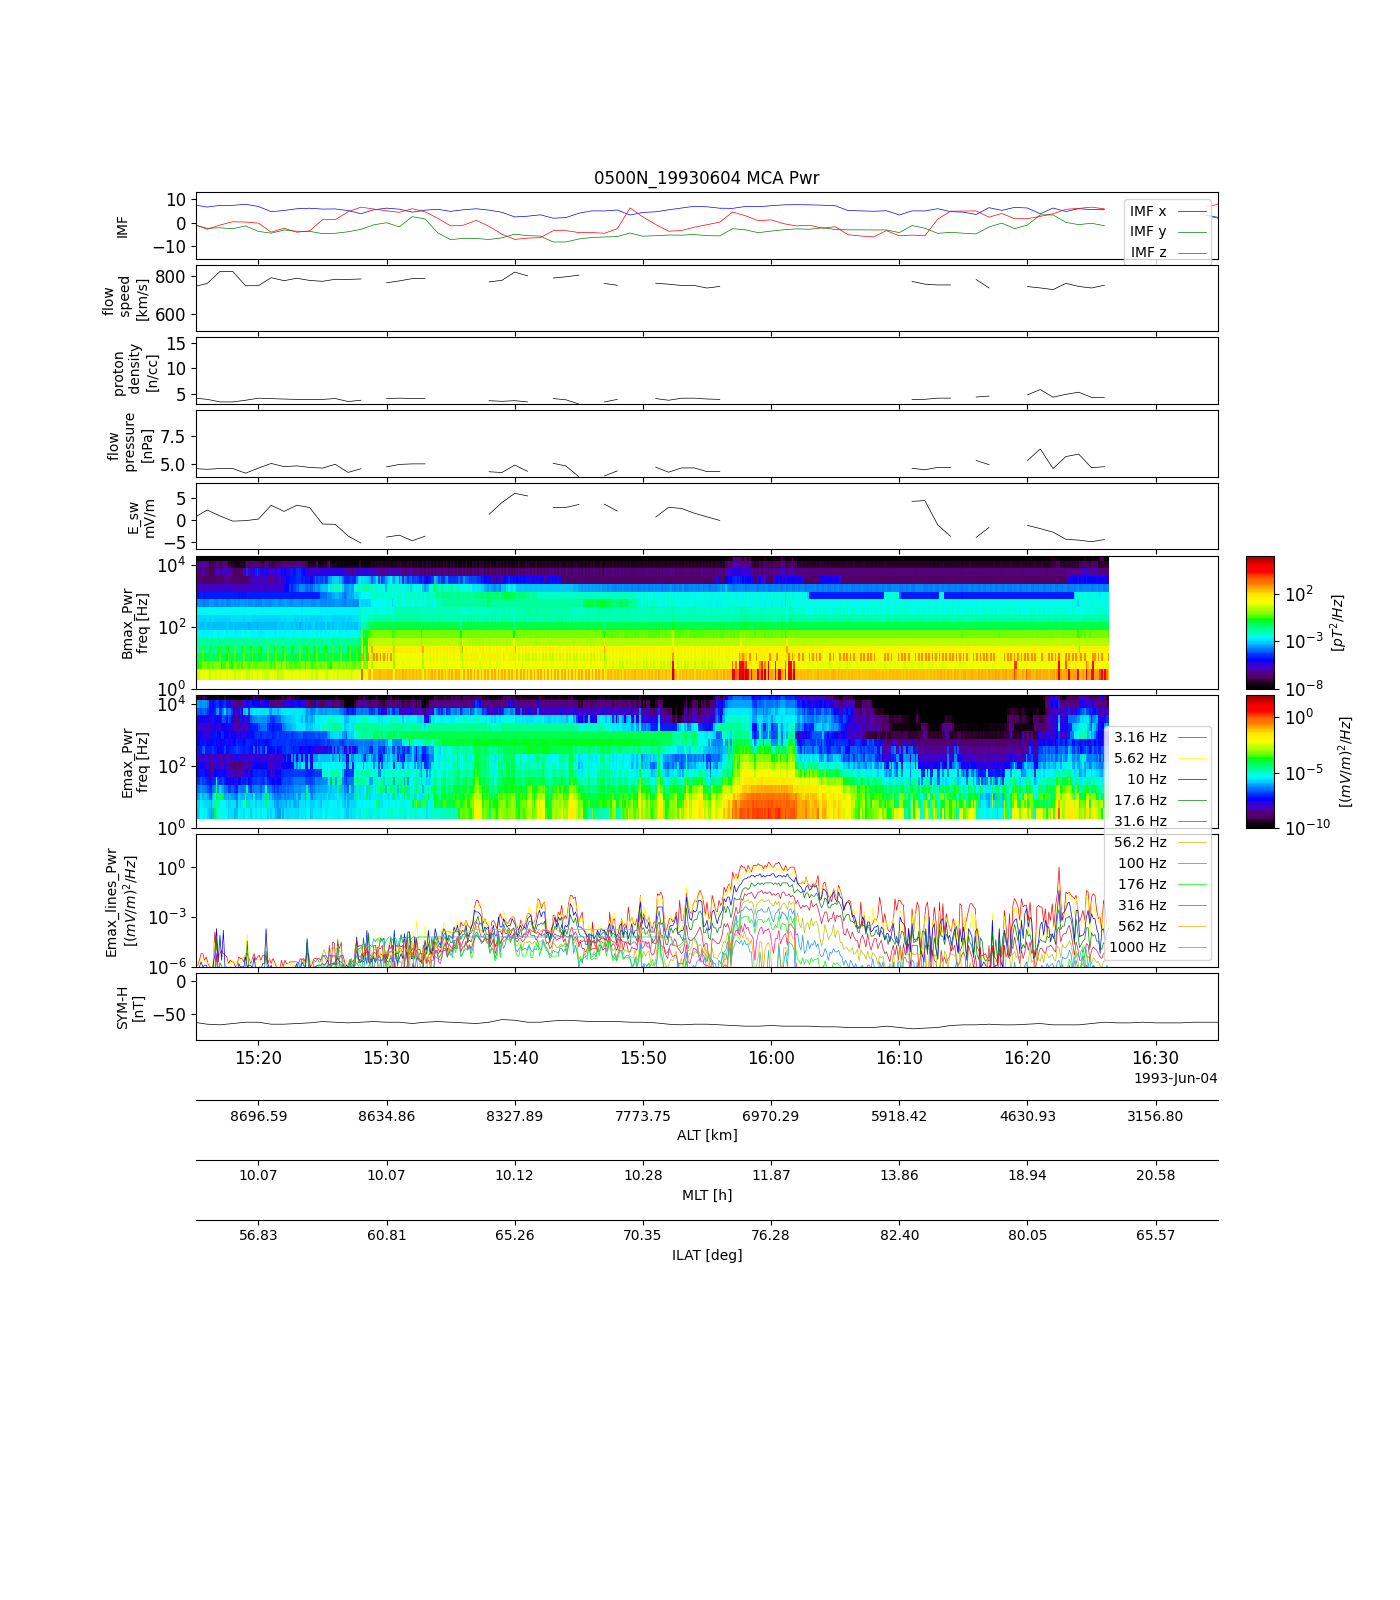 0500N_19930604 MCA Pwr
10
0
−10
IMF
IMF x
IMF y
IMF z
800
600
flow
speed
[km/s]
15
10
5
proton
density
[n/cc]
7.5
5.0
flow
pressure
[nPa]
5
0
−5
E_sw
mV/m
10^4
10^2
10^0
Bmax_Pwr
freq [Hz]
10^2
10^−3
10^−8
[pT^2/Hz]
10^4
10^2
10^0
Emax_Pwr
freq [Hz]
10^0
10^−5
10^−10
[(mV/m)^2/Hz]
3.16 Hz
5.62 Hz
10 Hz
17.6 Hz
31.6 Hz
56.2 Hz
100 Hz
176 Hz
316 Hz
562 Hz
1000 Hz
10^0
10^−3
10^−6
Emax_lines_Pwr
[(mV/m)^2/Hz]
0
−50
SYM-H
[nT]
15:20 15:30 15:40 15:50 16:00 16:10 16:20 16:30
1993-Jun-04
8696.59 8634.86 8327.89 7773.75 6970.29 5918.42 4630.93 3156.80
ALT [km]
10.07 10.07 10.12 10.28 11.87 13.86 18.94 20.58
MLT [h]
56.83 60.81 65.26 70.35 76.28 82.40 80.05 65.57
ILAT [deg]